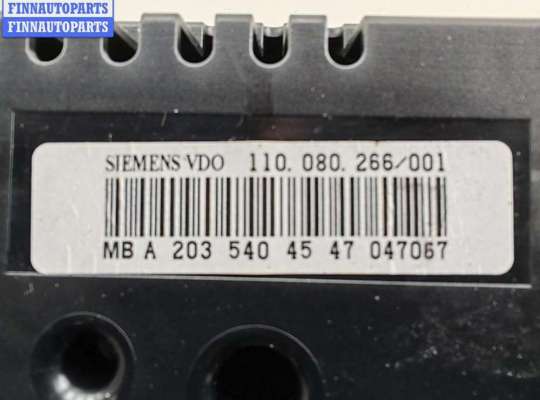 FINNAUTOPARTS
FINNAUTOPARTS
SIEMENS VDO 110.080.266/001
MB A 203 540 45 47 047067